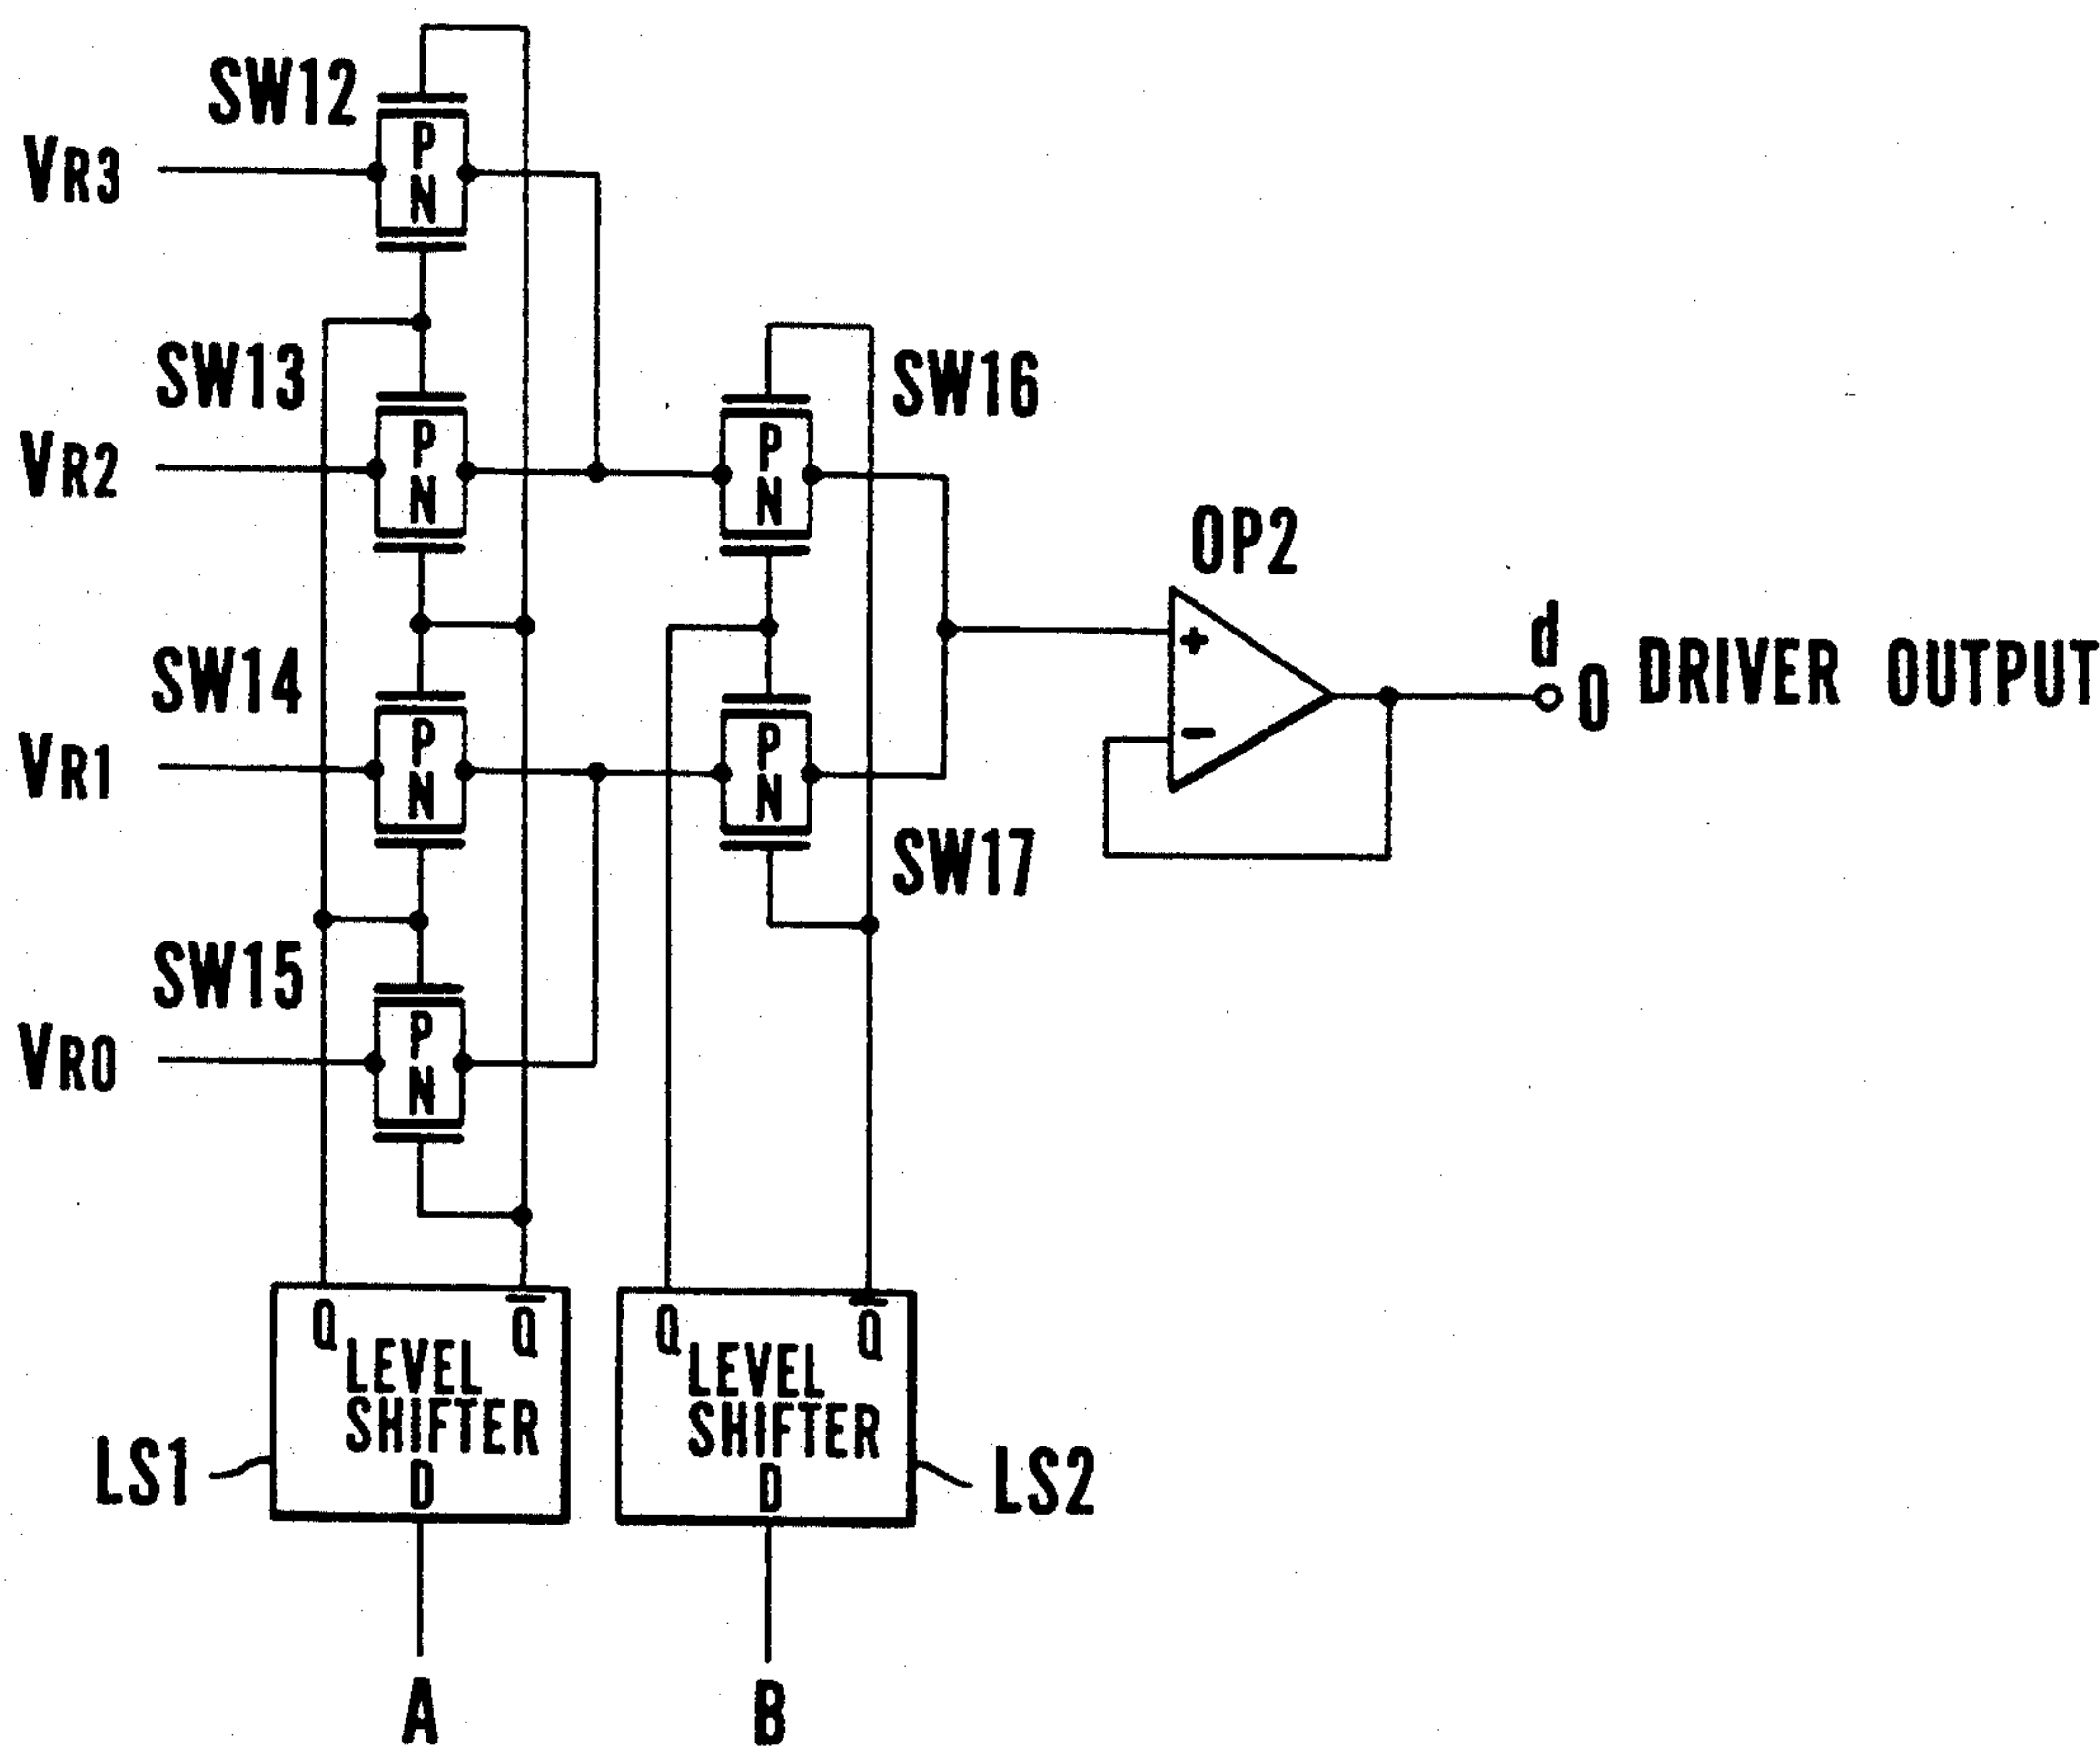 SW12
VR3
P
N
SW13
VR2
P
N
SW16
P
N
OP2
+
-
d
O DRIVER OUTPUT
SW14
VR1
P
N
P
N
SW17
SW15
VR0
P
N
Q Q̅
LEVEL
SHIFTER
D
LS1
Q Q̅
LEVEL
SHIFTER
D
LS2
A
B